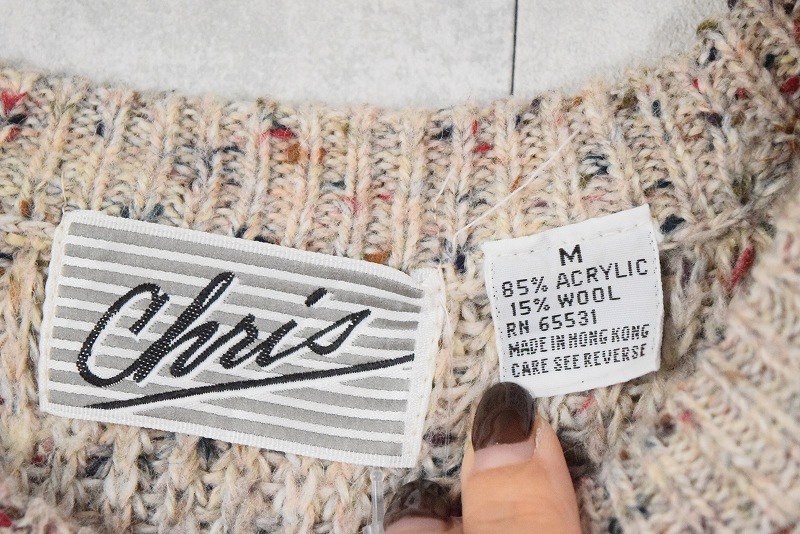 Chris
M
85% ACRYLIC
15% WOOL
RN 65531
MADE IN HONG KONG
CARE SEE REVERSE